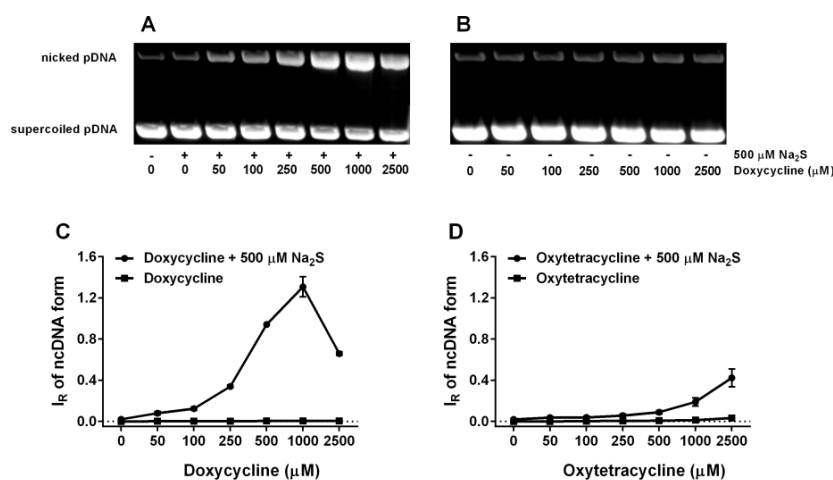 A
B
nicked pDNA
supercoiled pDNA
- + + + + + + +
0 0 50 100 250 500 1000 2500
- - - - - - -
0 50 100 250 500 1000 2500
500 μM Na₂S
Doxycycline (μM)
C
Doxycycline + 500 μM Na₂S
Doxycycline
I_R of ncDNA form
1.6
1.2
0.8
0.4
0.0
0 50 100 250 500 1000 2500
Doxycycline (μM)
D
Oxytetracycline + 500 μM Na₂S
Oxytetracycline
I_R of ncDNA form
1.6
1.2
0.8
0.4
0.0
0 50 100 250 500 1000 2500
Oxytetracycline (μM)